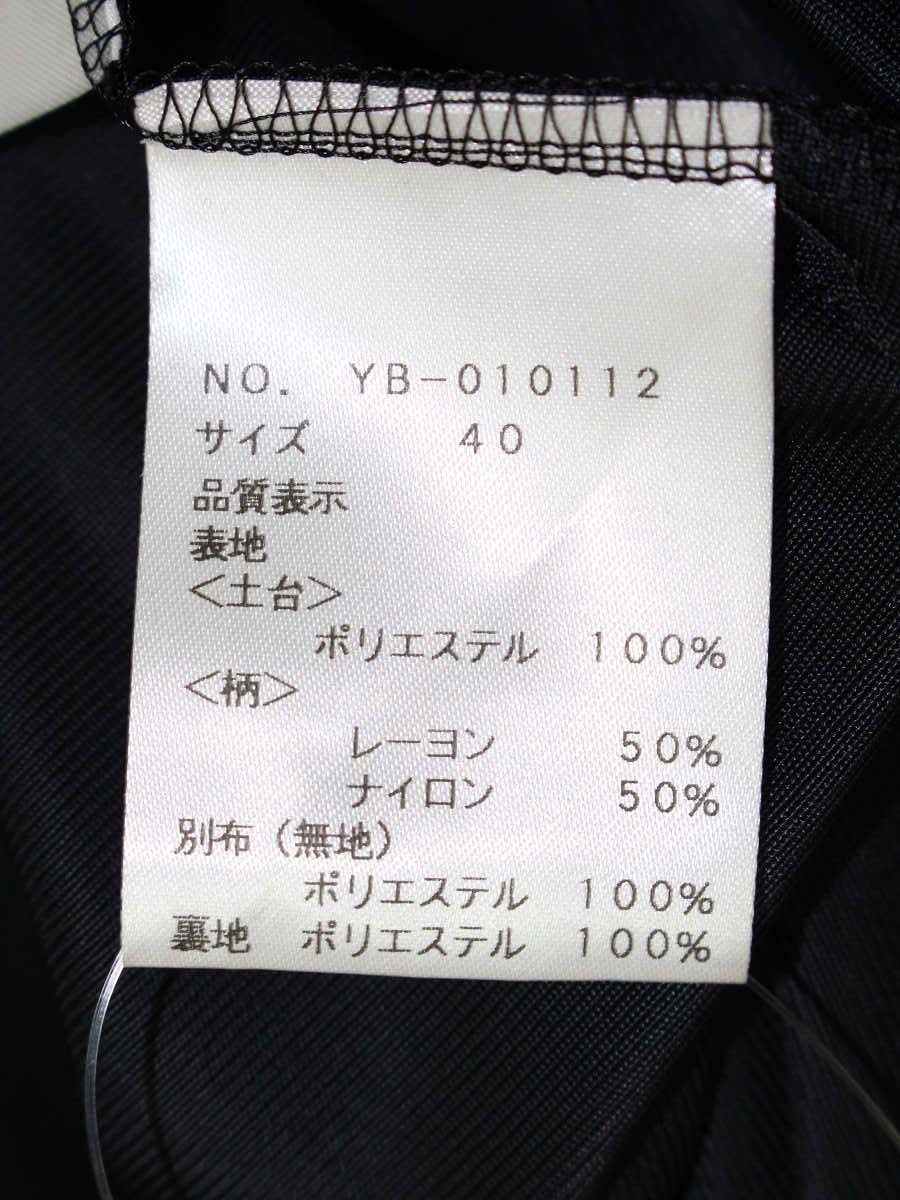 NO. YB-010112
サイズ 40
品質表示
表地
<土台>
ポリエステル 100%
<柄>
レーヨン 50%
ナイロン 50%
別布(無地)
ポリエステル 100%
裏地 ポリエステル 100%